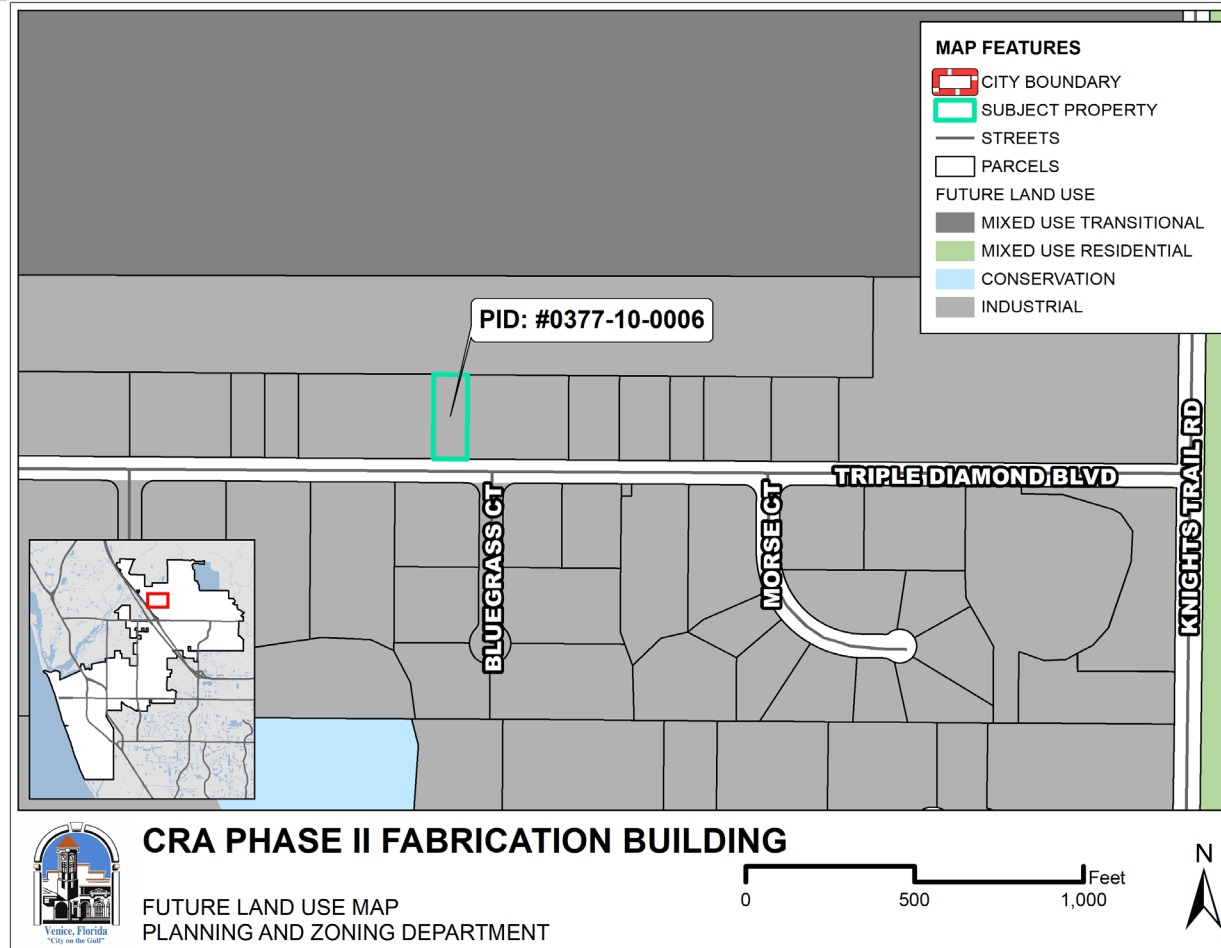 MAP FEATURES
CITY BOUNDARY
SUBJECT PROPERTY
STREETS
PARCELS
FUTURE LAND USE
MIXED USE TRANSITIONAL
MIXED USE RESIDENTIAL
CONSERVATION
INDUSTRIAL
PID: #0377-10-0006
TRIPLE DIAMOND BLVD
KNIGHTS TRAIL RD
BLUEGRASS CT
MORSE CT
CRA PHASE II FABRICATION BUILDING
FUTURE LAND USE MAP
PLANNING AND ZONING DEPARTMENT
Venice, Florida
"City on the Gulf"
Feet
0 500 1,000
N